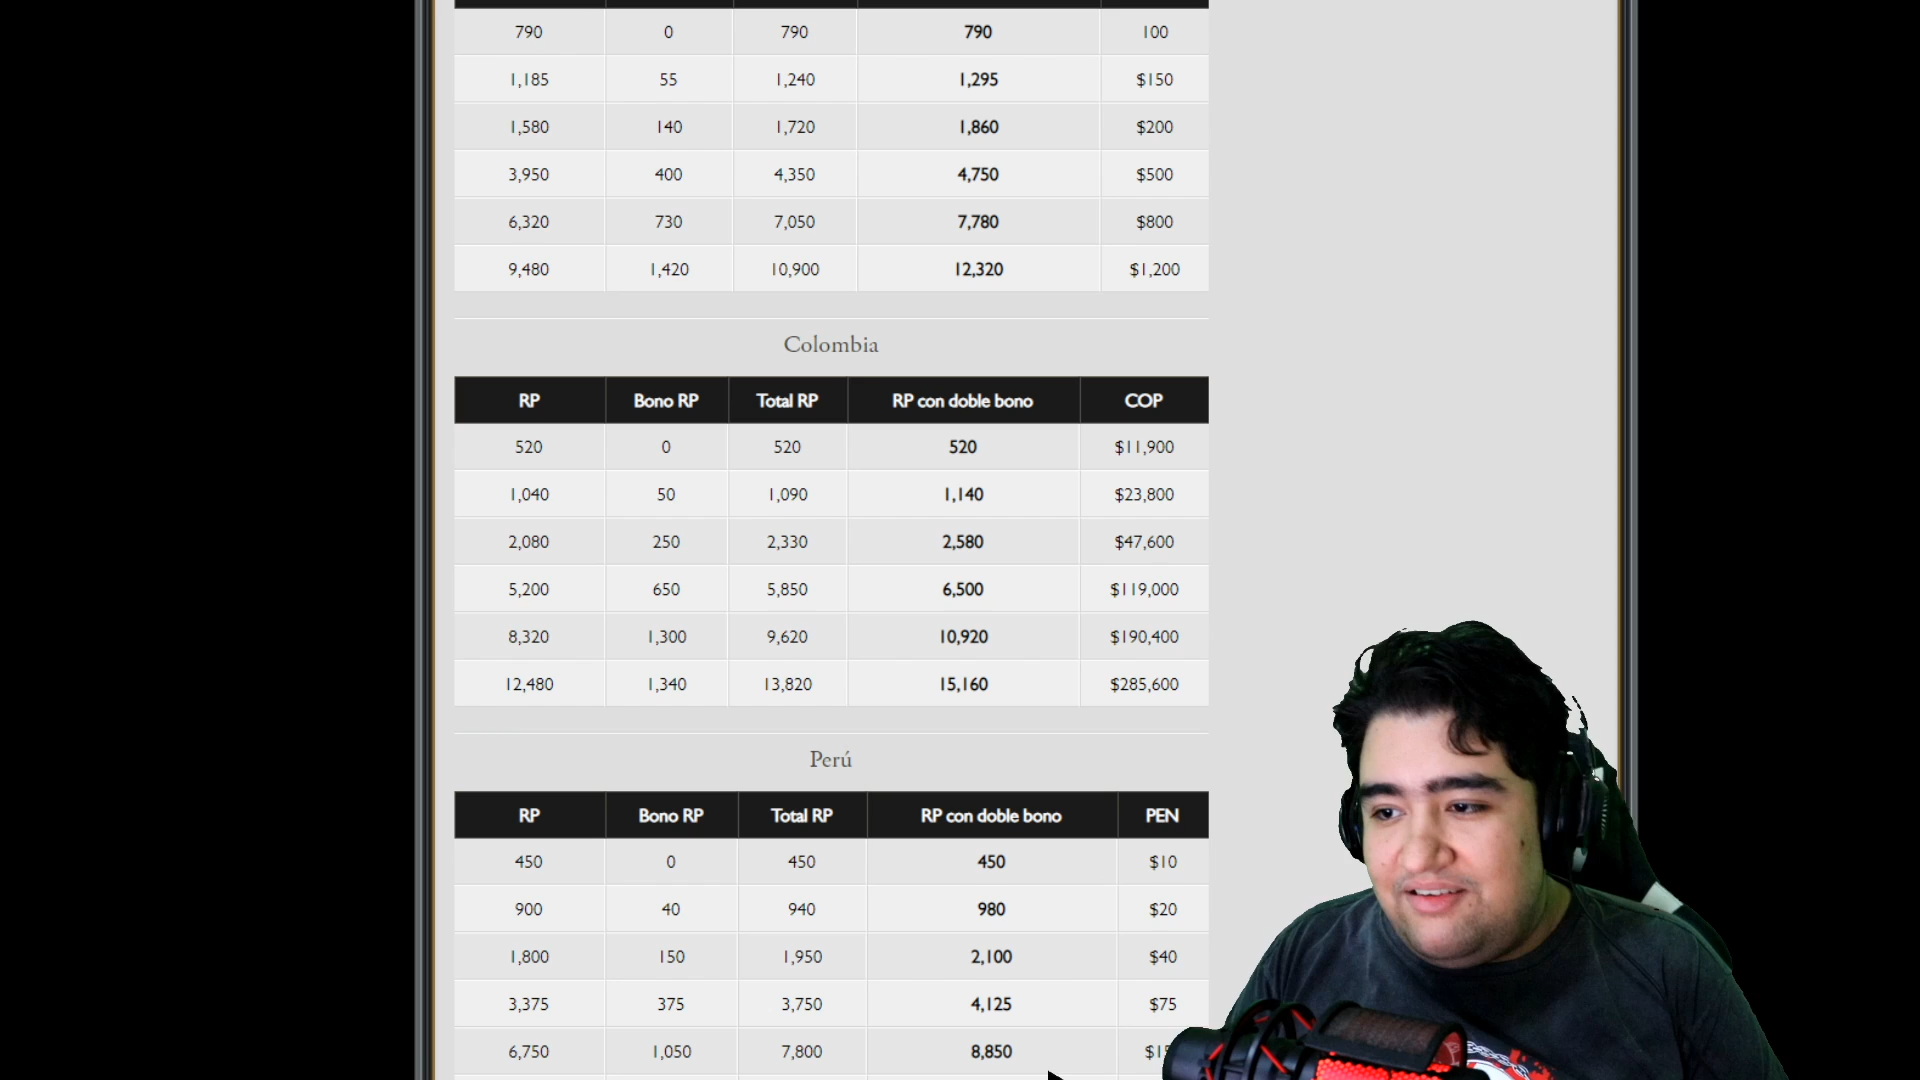 790 0 790 790 100
1,185 55 1,240 1,295 $150
1,580 140 1,720 1,860 $200
3,950 400 4,350 4,750 $500
6,320 730 7,050 7,780 $800
9,480 1,420 10,900 12,320 $1,200
Colombia
RP Bono RP Total RP RP con doble bono COP
520 0 520 520 $11,900
1,040 50 1,090 1,140 $23,800
2,080 250 2,330 2,580 $47,600
5,200 650 5,850 6,500 $119,000
8,320 1,300 9,620 10,920 $190,400
12,480 1,340 13,820 15,160 $285,600
Perú
RP Bono RP Total RP RP con doble bono PEN
450 0 450 450 $10
900 40 940 980 $20
1,800 150 1,950 2,100 $40
3,375 375 3,750 4,125 $75
6,750 1,050 7,800 8,850